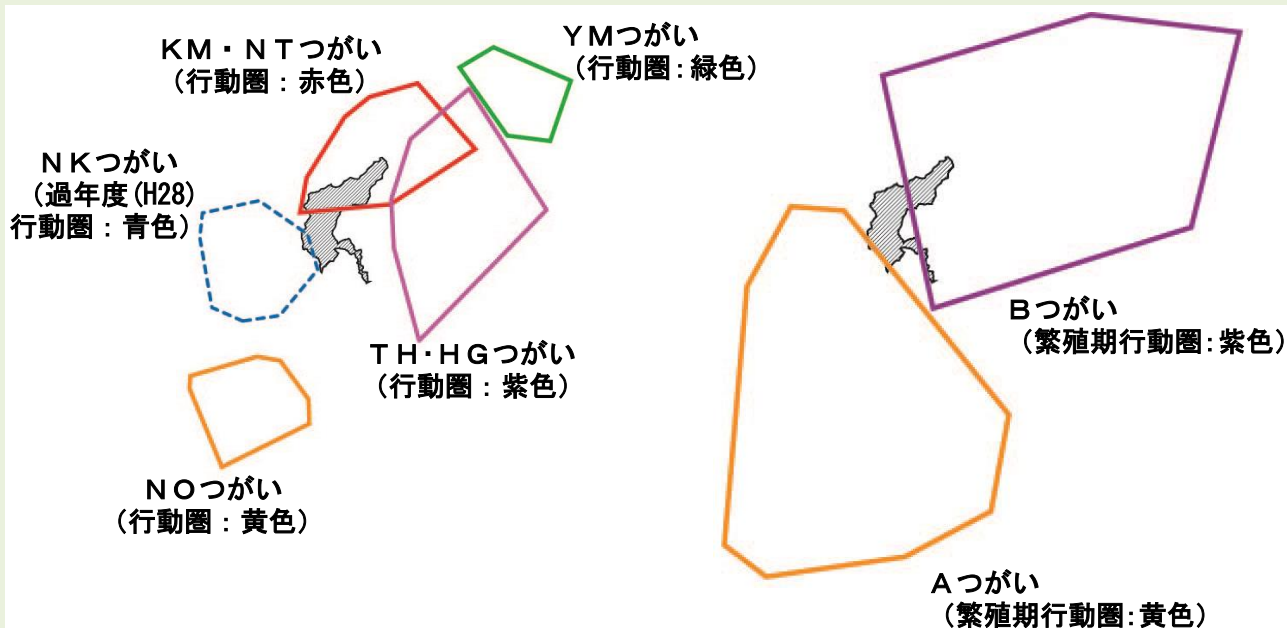 KM・NTつがい
(行動圏：赤色)
YMつがい
(行動圏：緑色)
NKつがい
(過年度(H28)
行動圏：青色)
TH・HGつがい
(行動圏：紫色)
NOつがい
(行動圏：黄色)
Bつがい
(繁殖期行動圏：紫色)
Aつがい
(繁殖期行動圏：黄色)